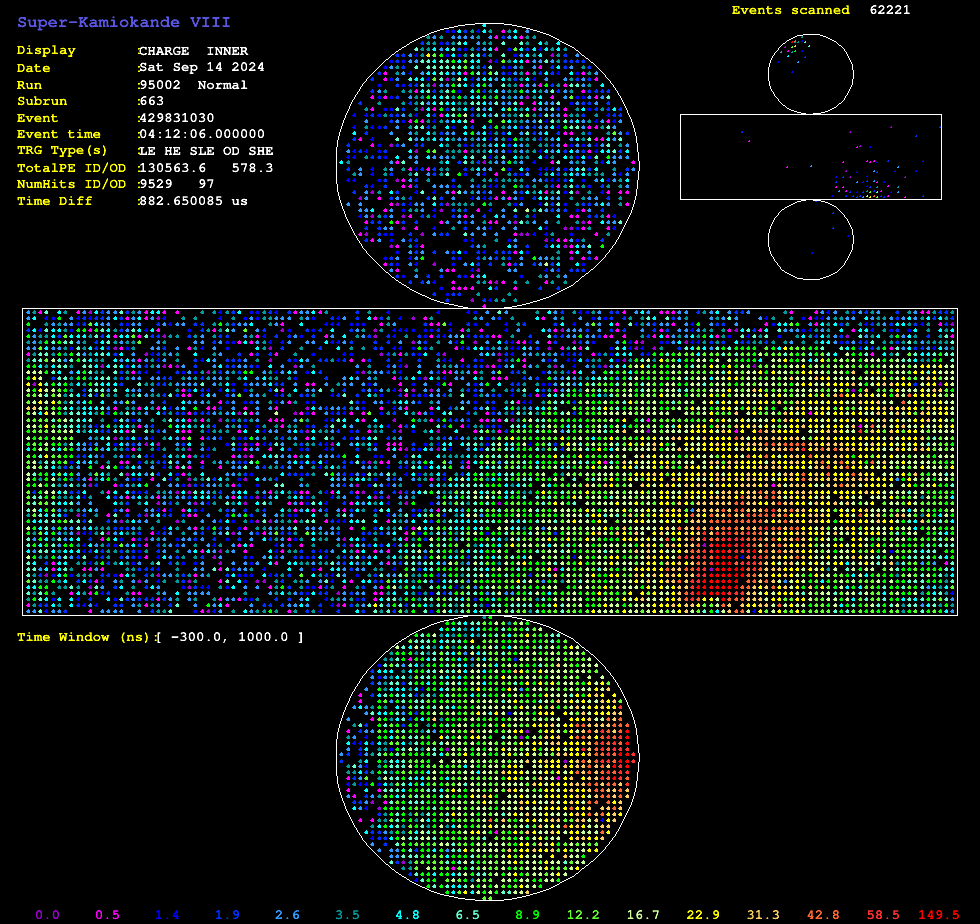 Super-Kamiokande VIII
Events scanned 62221
Display :CHARGE INNER
Date :Sat Sep 14 2024
Run :95002 Normal
Subrun :663
Event :429831030
Event time :04:12:06.000000
TRG Type(s) :LE HE SLE OD SHE
TotalPE ID/OD :130563.6 578.3
NumHits ID/OD :9529 97
Time Diff :882.650085 us
Time Window (ns):[ -300.0, 1000.0 ]
0.0 0.5 1.4 1.9 2.6 3.5 4.8 6.5 8.9 12.2 16.7 22.9 31.3 42.8 58.5 149.5